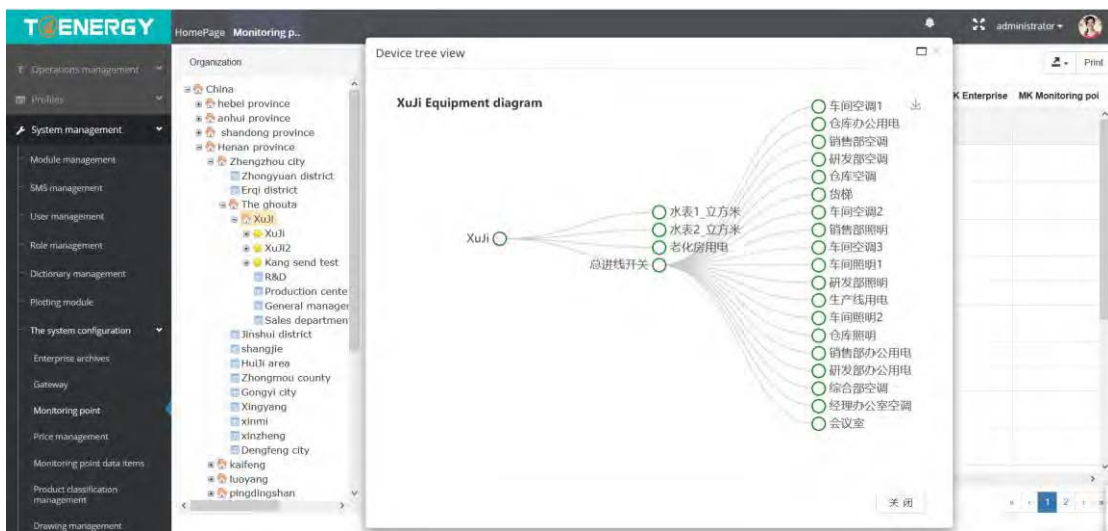 TOENERGY
HomePage Monitoring p..
administrator
Operations management
Profiles
System management
Module management
SMS management
User management
Role management
Dictionary management
Plotting module
The system configuration
Enterprise archives
Gateway
Monitoring point
Price management
Monitoring point data items
Product classification
management
Drawing management
Organization
China
hebei province
anhui province
shandong province
Henan province
Zhengzhou city
Zhongyuan district
Erqi district
The ghouta
XuJi
XuJi
XuJi2
Kang send test
R&D
Production cente
General manager
Sales departmen
Jinshui district
shangjie
HuiJi area
Zhongmou county
Gongyi city
Xingyang
xinmi
xinzheng
Dengfeng city
kaifeng
luoyang
pingdingshan
Device tree view
XuJi Equipment diagram
XuJi
水表1_立方米
水表2_立方米
老化房用电
总进线开关
车间空调1
仓库办公用电
销售部空调
研发部空调
仓库空调
货梯
车间空调2
销售部照明
车间空调3
车间照明1
研发部照明
生产线用电
车间照明2
仓库照明
销售部办公用电
研发部办公用电
综合部空调
经理办公室空调
会议室
关闭
Print
K Enterprise MK Monitoring poi
« ‹ 1 2 › »